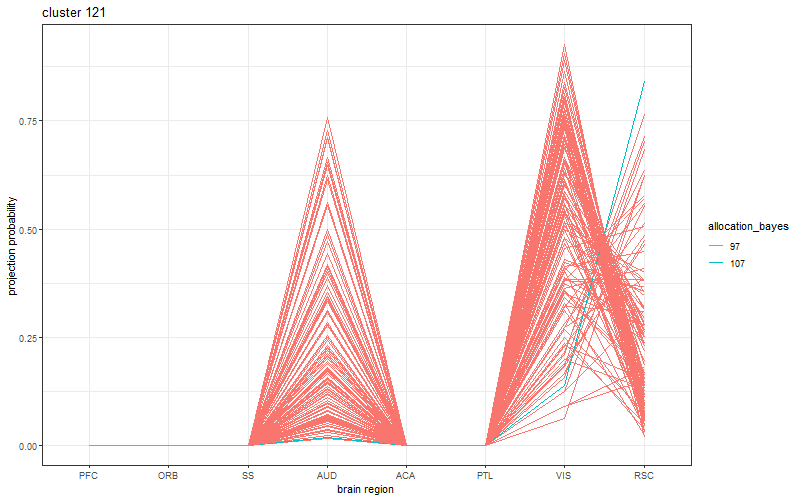 cluster 121
projection probability
0.75
0.50
0.25
0.00
PFC ORB SS AUD ACA PTL VIS RSC
brain region
allocation_bayes
97
107